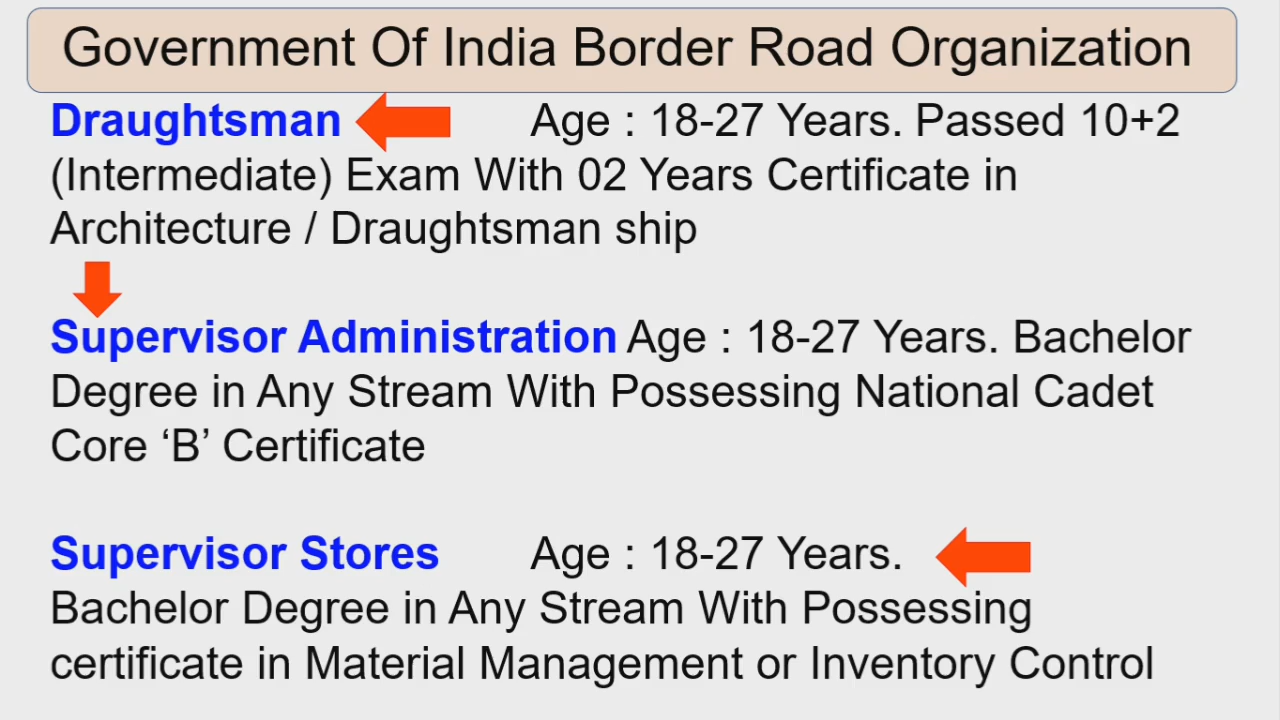 Government Of India Border Road Organization
Draughtsman Age : 18-27 Years. Passed 10+2
(Intermediate) Exam With 02 Years Certificate in
Architecture / Draughtsman ship
Supervisor Administration Age : 18-27 Years. Bachelor
Degree in Any Stream With Possessing National Cadet
Core ‘B’ Certificate
Supervisor Stores Age : 18-27 Years.
Bachelor Degree in Any Stream With Possessing
certificate in Material Management or Inventory Control